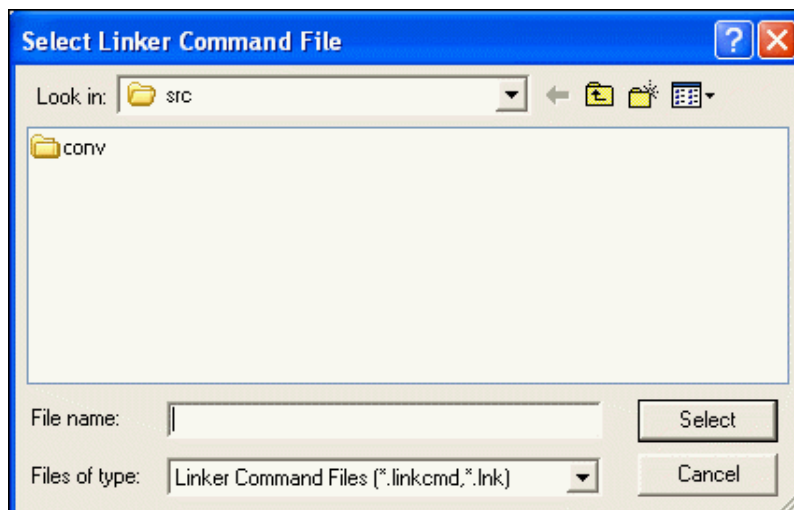 Select Linker Command File
Look in: src
conv
File name: Select
Files of type: Linker Command Files (*.linkcmd,*.lnk) Cancel